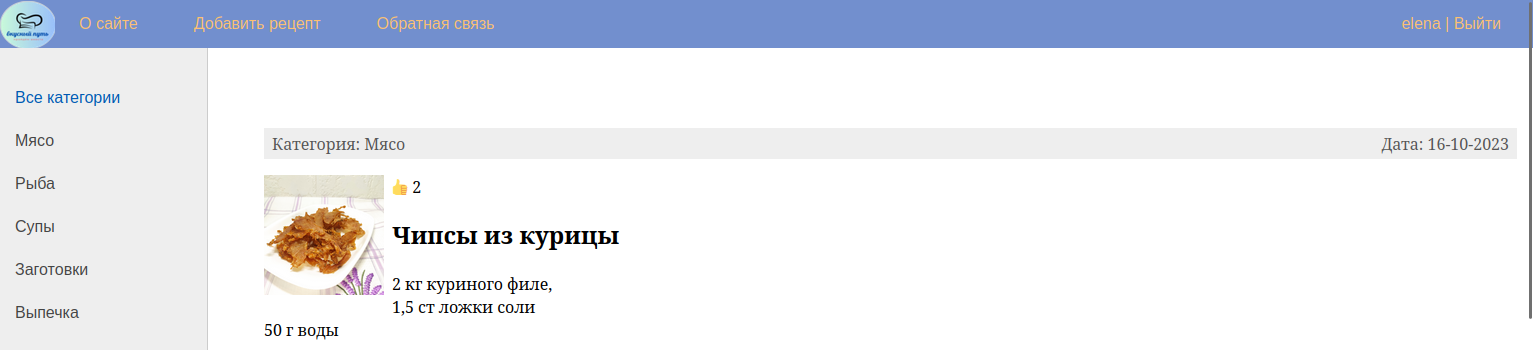 вкусный путь
О сайте Добавить рецепт Обратная связь elena | Выйти
Все категории
Мясо
Рыба
Супы
Заготовки
Выпечка
Категория: Мясо Дата: 16-10-2023
👍 2
Чипсы из курицы
2 кг куриного филе,
1,5 ст ложки соли
50 г воды